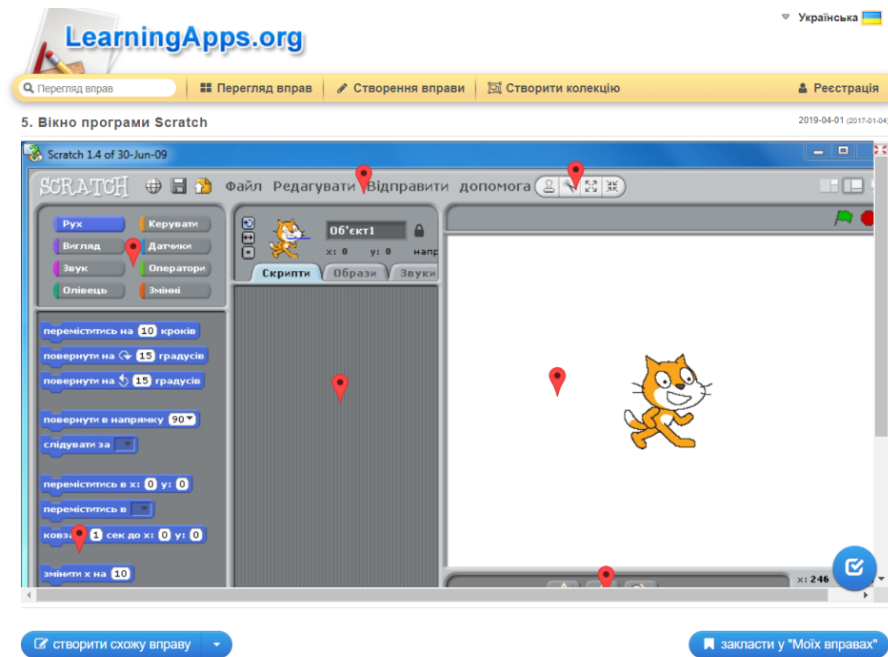 Українська
LearningApps.org
Перегляд вправ
Перегляд вправ
Створення вправи
Створити колекцію
Реєстрація
5. Вікно програми Scratch
2019-04-01 (2017-01-04)
Scratch 1.4 of 30-Jun-09
SCRATCH
Файл Редагувати Відправити допомога
Рух Керувати
Вигляд Датчики
Звук Оператори
Олівець Змінні
Об'єкт1
x: 0 y: 0 напр
Скрипти Образи Звуки
переміститись на 10 кроків
повернути на 15 градусів
повернути на 15 градусів
повернути в напрямку 90
слідувати за
переміститись в x: 0 y: 0
переміститись в
ковз 1 сек до x: 0 y: 0
змінити x на 10
x: 246
створити схожу вправу
закласти у "Моїх вправах"